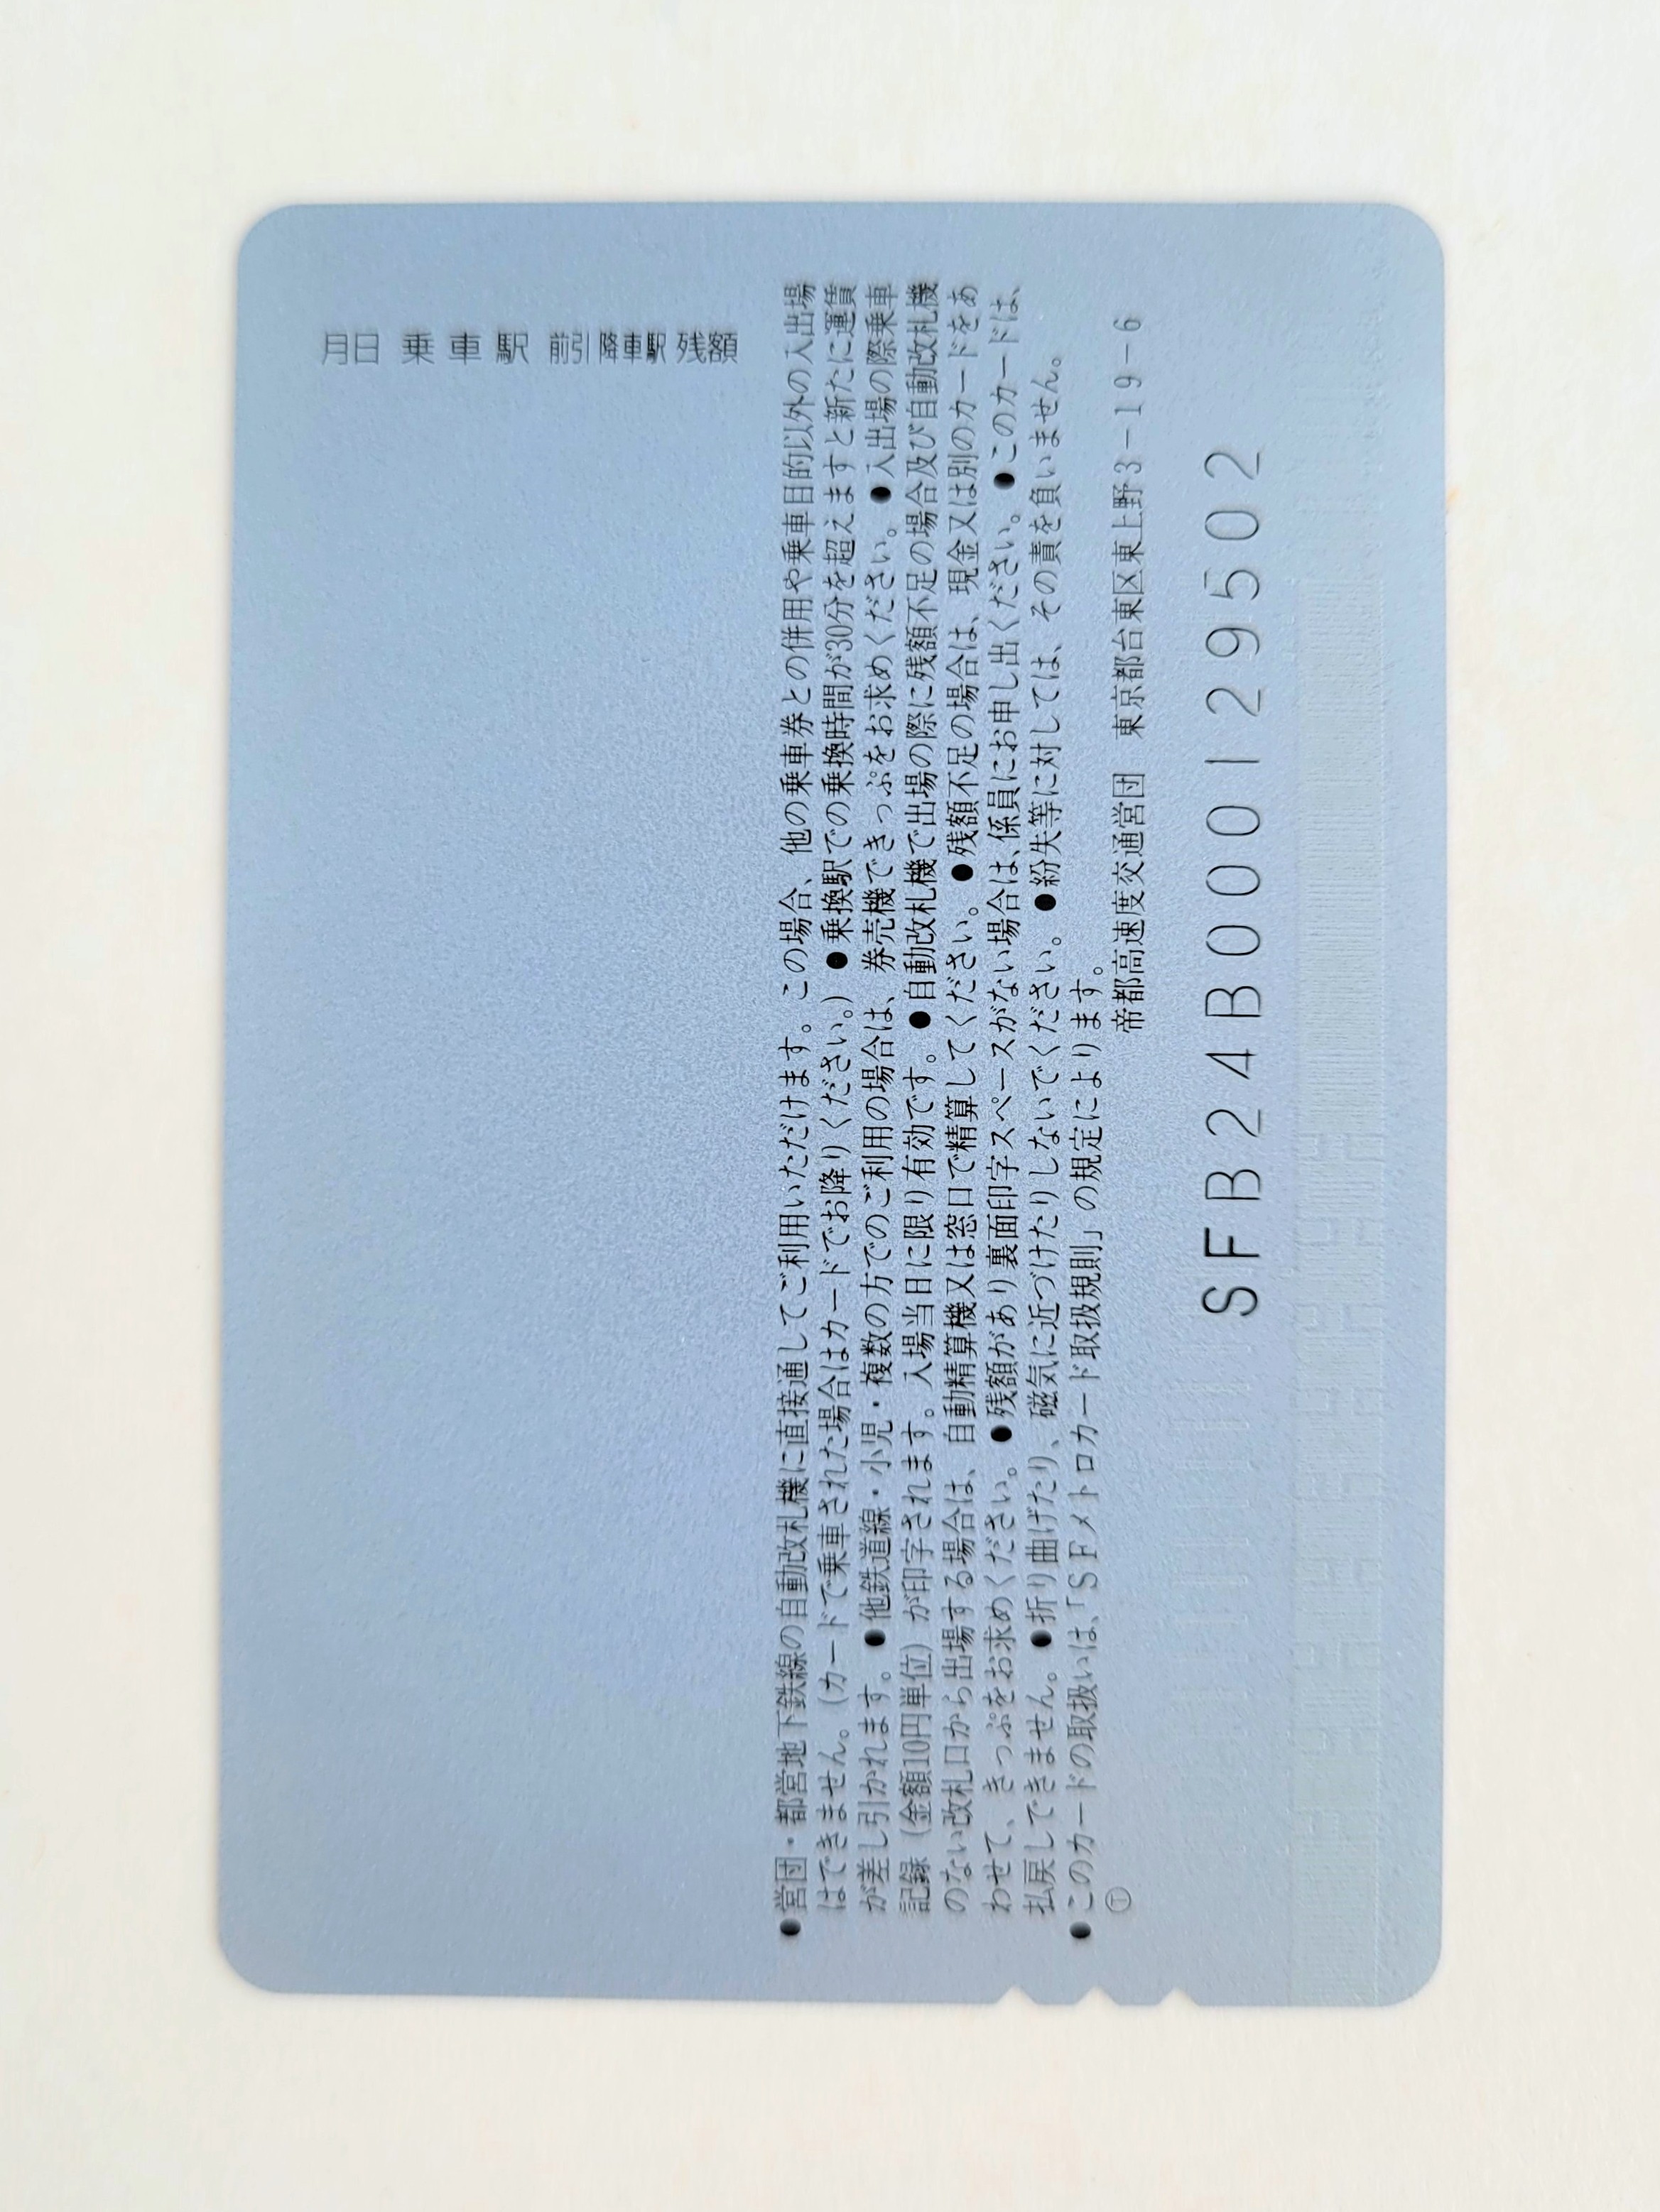 月日 乗車駅 前引 降車駅 残額
●営団・都営地下鉄線の自動改札機に直接通してご利用いただけます。この場合、他の乗車券との併用や乗車目的以外の入出場
はできません。（カードで乗車された場合はカードでお降りください。）●乗換駅での乗換時間が30分を超えますと新たに運賃
が差し引かれます。●他鉄道線・小児・複数の方でのご利用の場合は、券売機できっぷをお求めください。●入出場の際乗車
記録（金額10円単位）が印字されます。入場当日に限り有効です。●自動改札機で出場の際に残額不足の場合及び自動改札機
のない改札口から出場する場合は、自動精算機又は窓口で精算してください。●残額不足の場合は、現金又は別のカードをあ
わせて、きっぷをお求めください。●残額があり裏面印字スペースがない場合は、係員にお申し出ください。●このカードは、
払戻しできません。●折り曲げたり、磁気に近づけたりしないでください。●紛失等に対しては、その責を負いません。
●このカードの取扱いは、「SFメトロカード取扱規則」の規定によります。
Ⓣ 帝都高速度交通営団 東京都台東区東上野3－19－6
SFB24B000129502